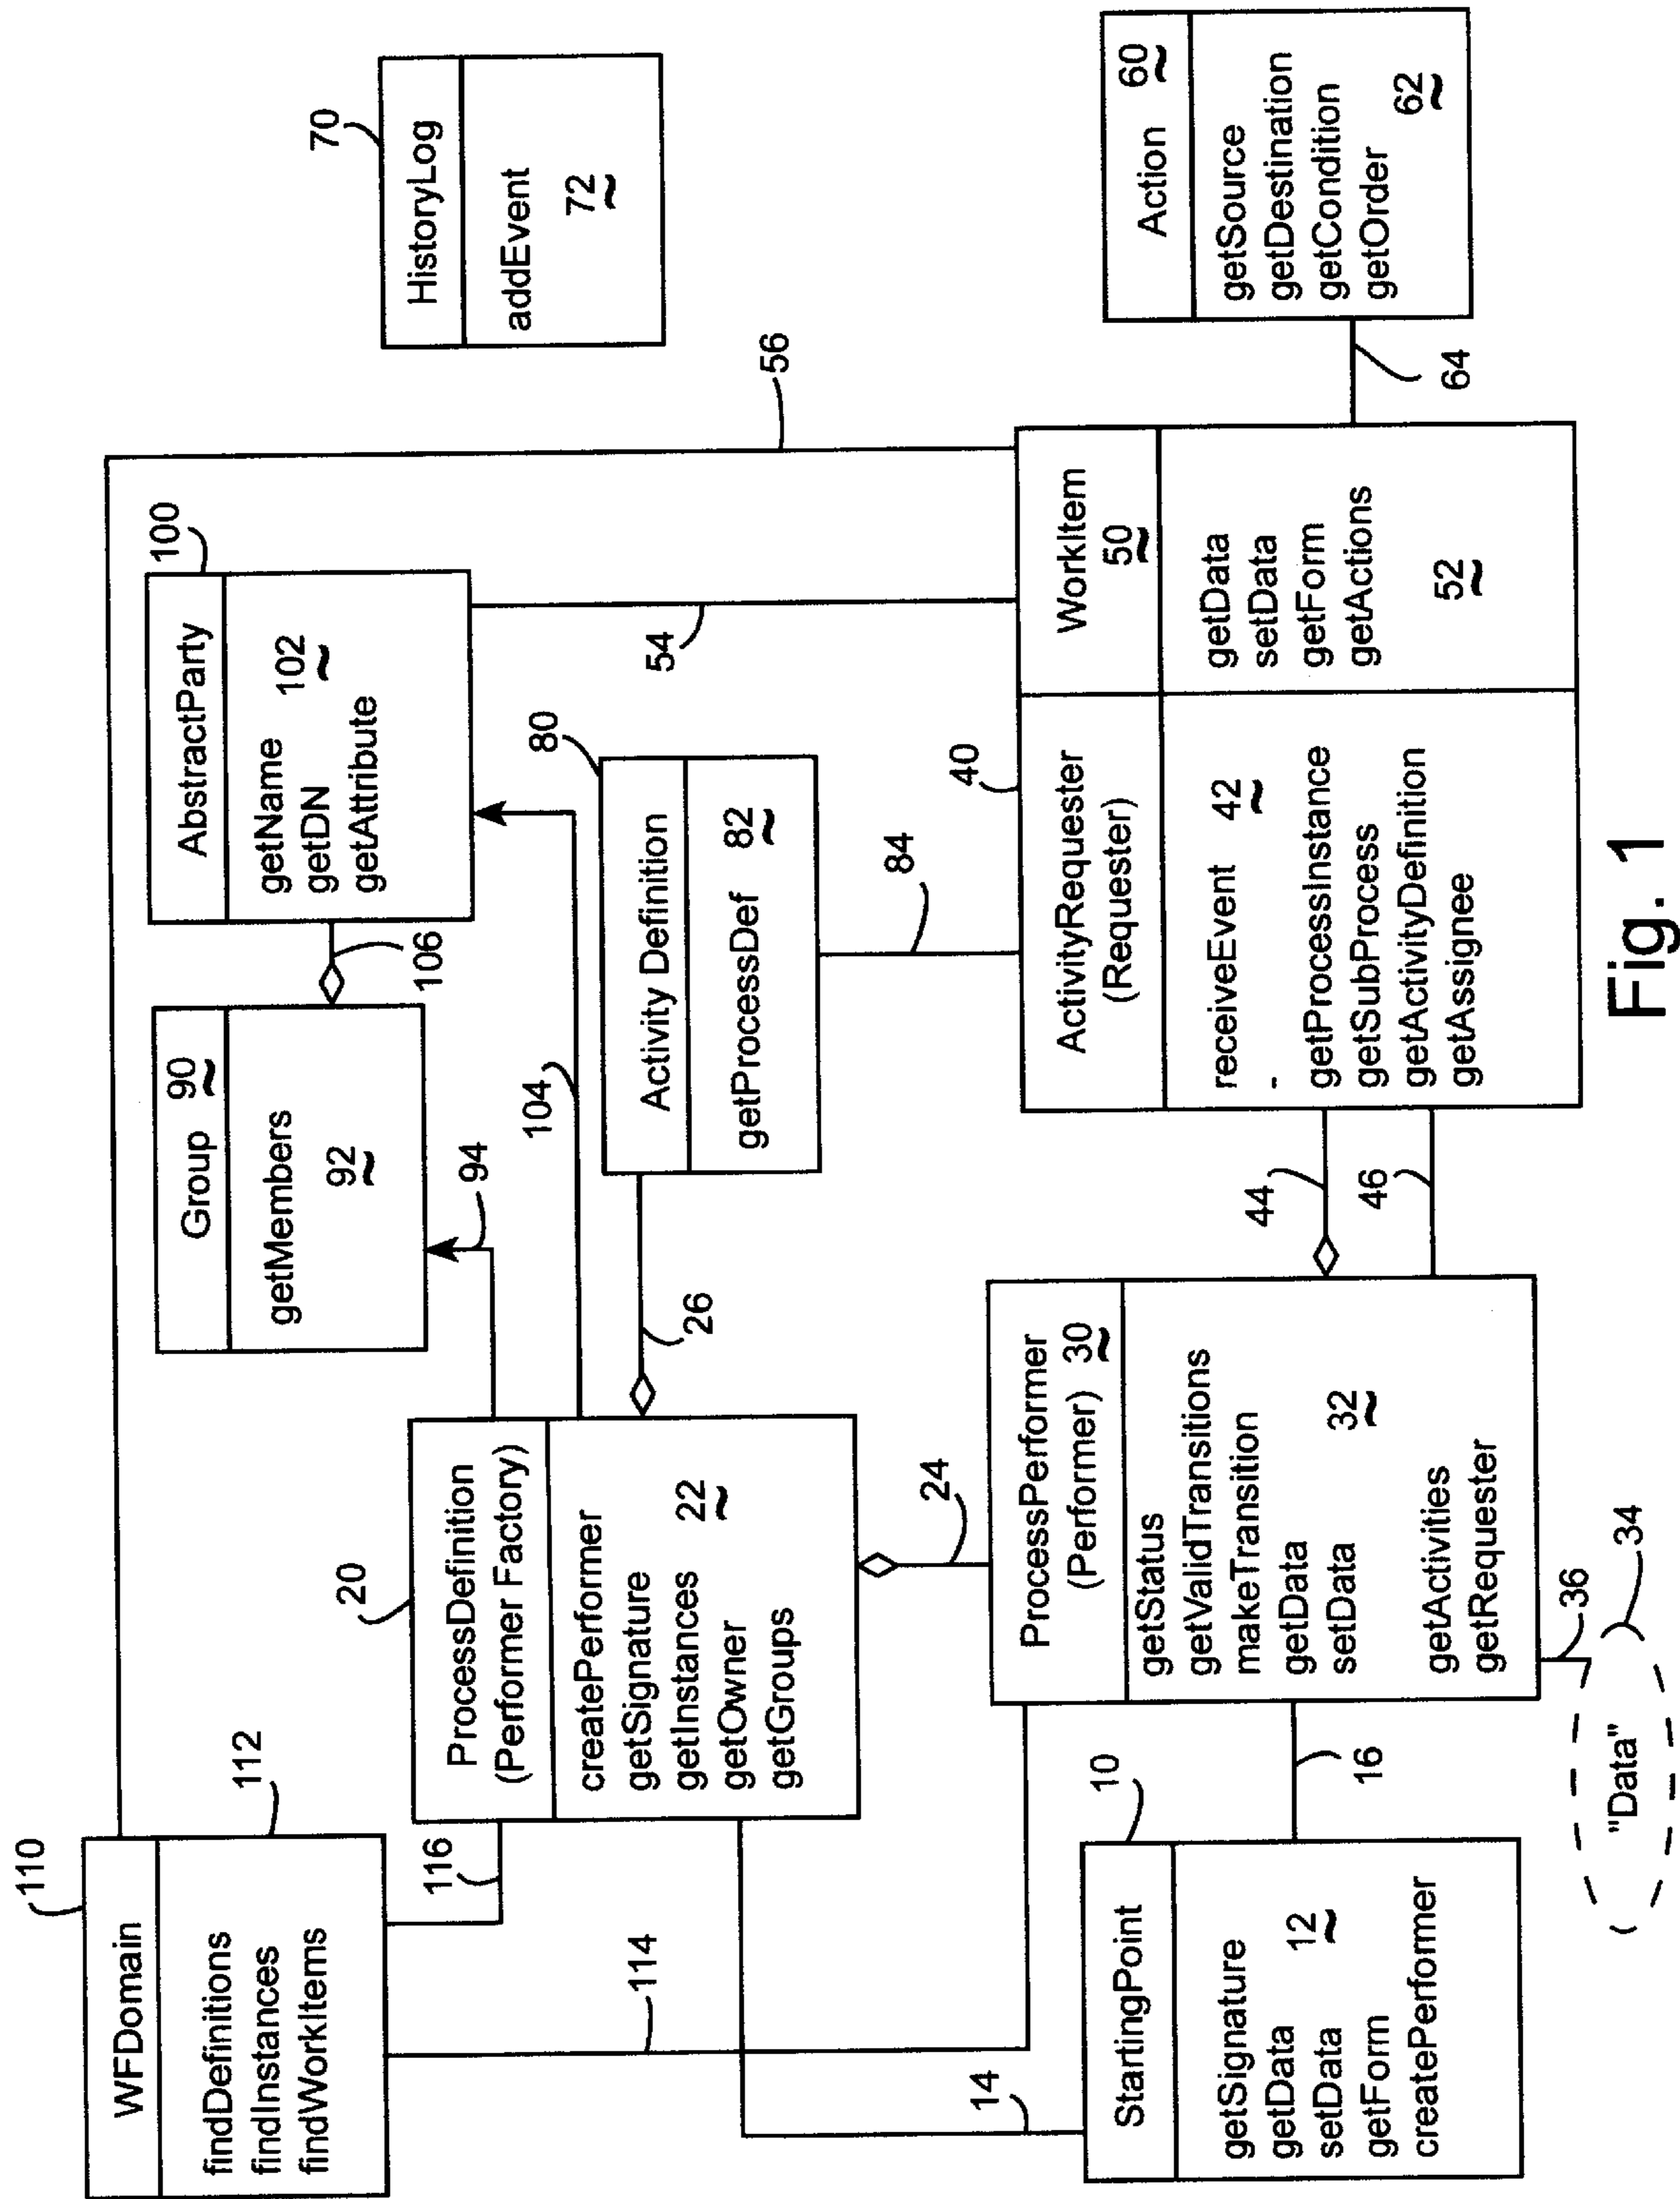 110
WFDomain
findDefinitions
findInstances
findWorkItems
112
116
114
20
ProcessDefinition
(Performer Factory)
createPerformer
getSignature
getInstances
22
getOwner
getGroups
14
24
26
94
104
Group 90
getMembers
92
106
AbstractParty
100
getName
102
getDN
getAttribute
54
56
70
HistoryLog
addEvent
72
80
Activity Definition
getProcessDef 82
84
10
StartingPoint
getSignature
getData 12
setData
getForm
createPerformer
16
ProcessPerformer
(Performer) 30
getStatus
getValidTransitions
makeTransition
getData 32
setData
getActivities
getRequester
36
34
"Data"
44
46
40
ActivityRequester
(Requester)
receiveEvent 42
-
getProcessInstance
getSubProcess
getActivityDefinition
getAssignee
WorkItem
50
getData
setData
getForm
getActions
52
64
Action 60
getSource
getDestination
getCondition
getOrder
62
Fig. 1